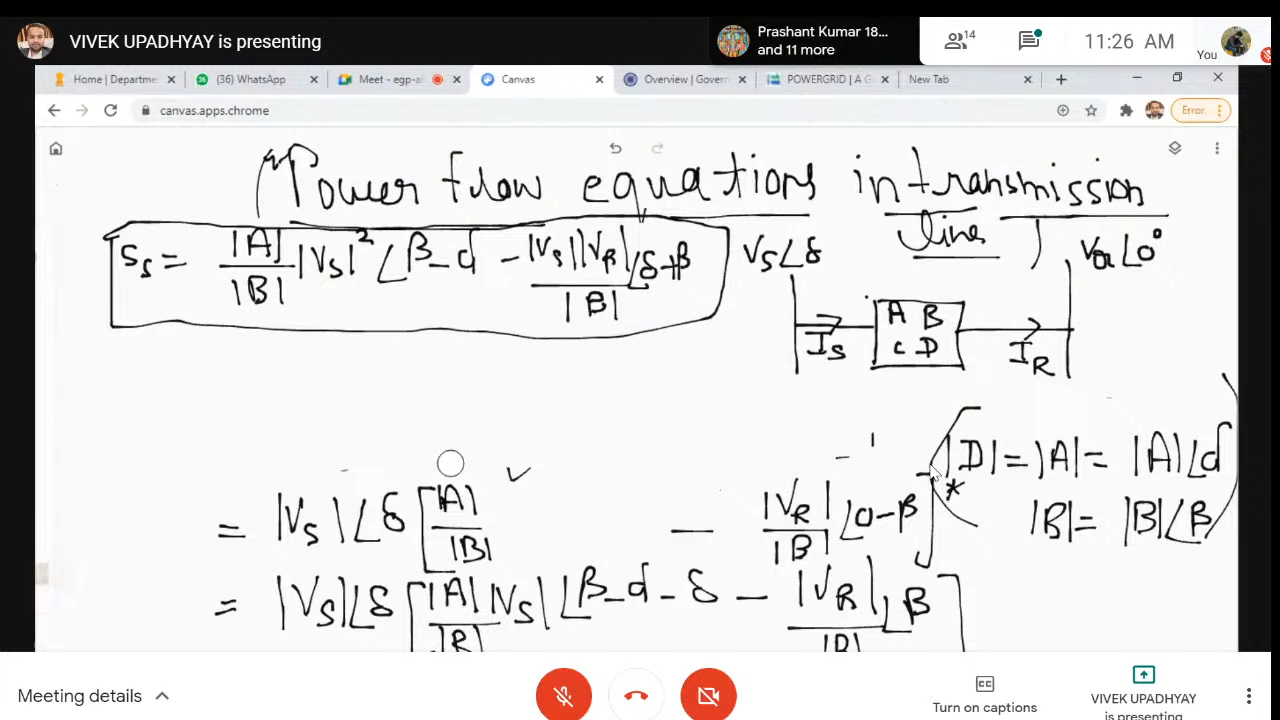 VIVEK UPADHYAY is presenting
Prashant Kumar 18...
and 11 more
14
11:26 AM
You
Home | Departme
(36) WhatsApp
Meet - egp-a
Canvas
Overview | Gover
POWERGRID | A G
New Tab
canvas.apps.chrome
Error
Power flow equations in transmission
line
S_s = |A|/|B| |V_s|² ∠β-α - |V_s||V_R|/|B| ∠δ+β
V_s∠δ
V_R∠0°
A B
C D
I_s
I_R
|D| = |A| = |A|∠α
|B| = |B|∠β
= |V_s|∠δ [|A|/|B| - |V_R|/|B| ∠0-β]*
= |V_s|∠δ [|A||V_s|/|B| ∠β-α-δ - |V_R|/|B| ∠β]
Meeting details
Turn on captions
VIVEK UPADHYAY
is presenting